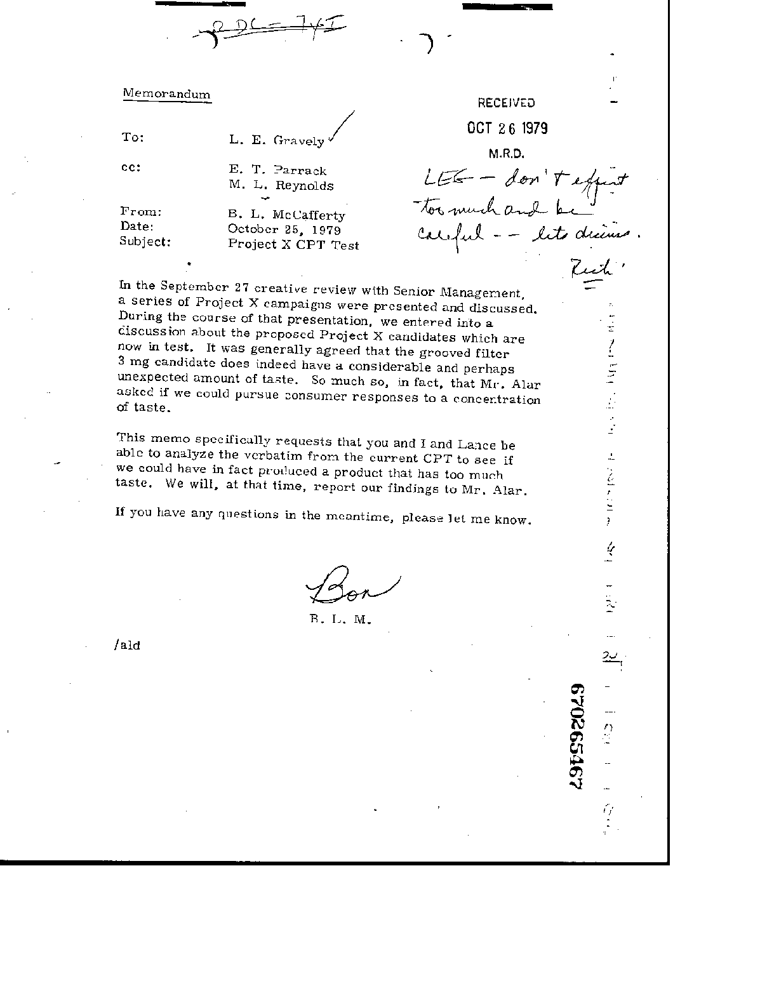 Memorandum
RECEIVED
OCT 26 1979
M.R.D.
To: L. E. Gravely
cc: E. T. Parrack
M. L. Reynolds
LEG - don't effort
too much and be
careful -- lets discuss.
Rich
From: B. L. McCafferty
Date: October 25, 1979
Subject: Project X CPT Test
In the September 27 creative review with Senior Management,
a series of Project X campaigns were presented and discussed.
During the course of that presentation, we entered into a
discussion about the proposed Project X candidates which are
now in test. It was generally agreed that the grooved filter
3 mg candidate does indeed have a considerable and perhaps
unexpected amount of taste. So much so, in fact, that Mr. Alar
asked if we could pursue consumer responses to a concentration
of taste.
This memo specifically requests that you and I and Lance be
able to analyze the verbatim from the current CPT to see if
we could have in fact produced a product that has too much
taste. We will, at that time, report our findings to Mr. Alar.
If you have any questions in the meantime, please let me know.
Bon
B. L. M.
/ald
670265467